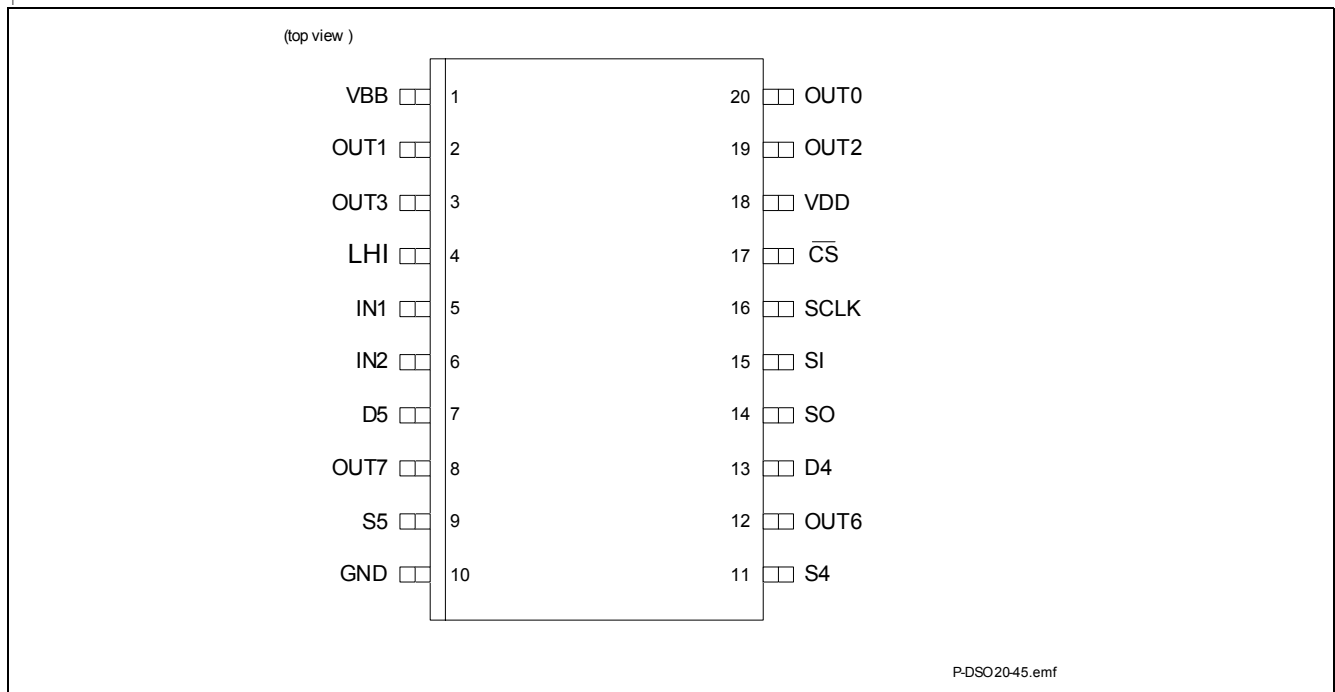 (top view )
VBB 1 20 OUT0
OUT1 2 19 OUT2
OUT3 3 18 VDD
LHI 4 17 C̅S̅
IN1 5 16 SCLK
IN2 6 15 SI
D5 7 14 SO
OUT7 8 13 D4
S5 9 12 OUT6
GND 10 11 S4
P-DSO20-45.emf